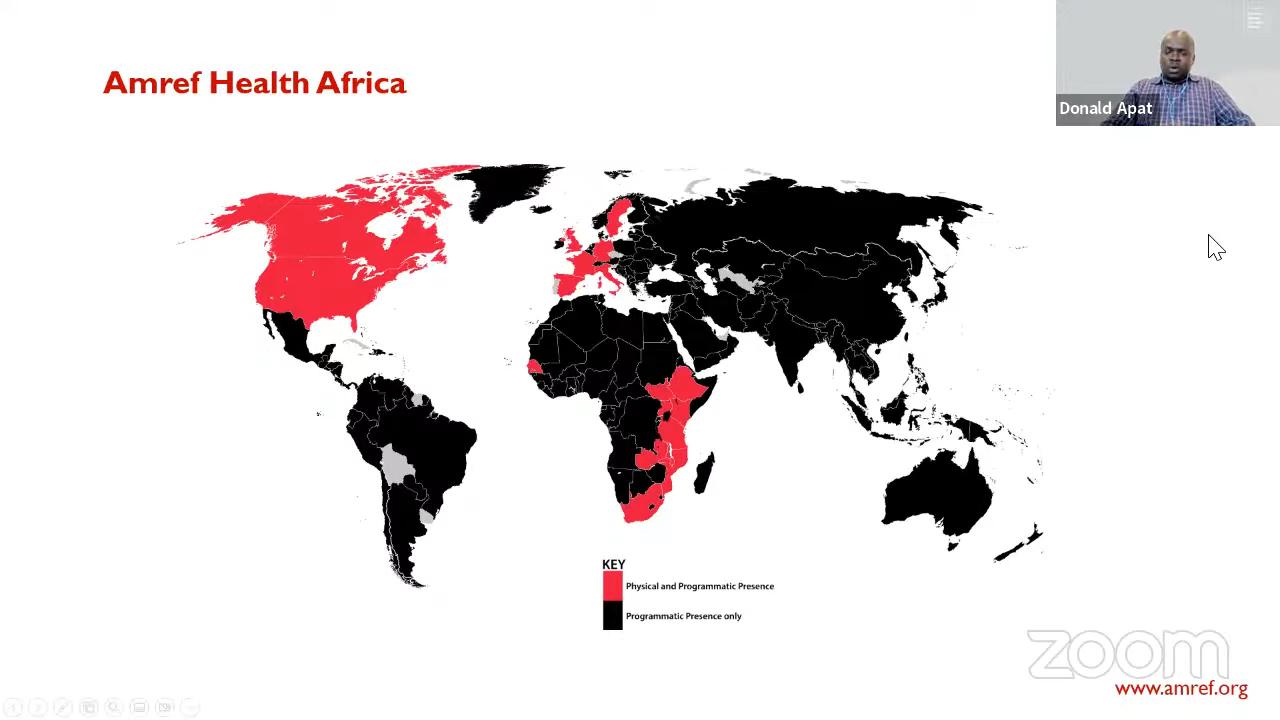 Amref Health Africa
Donald Apat
KEY
Physical and Programmatic Presence
Programmatic Presence only
zoom
www.amref.org